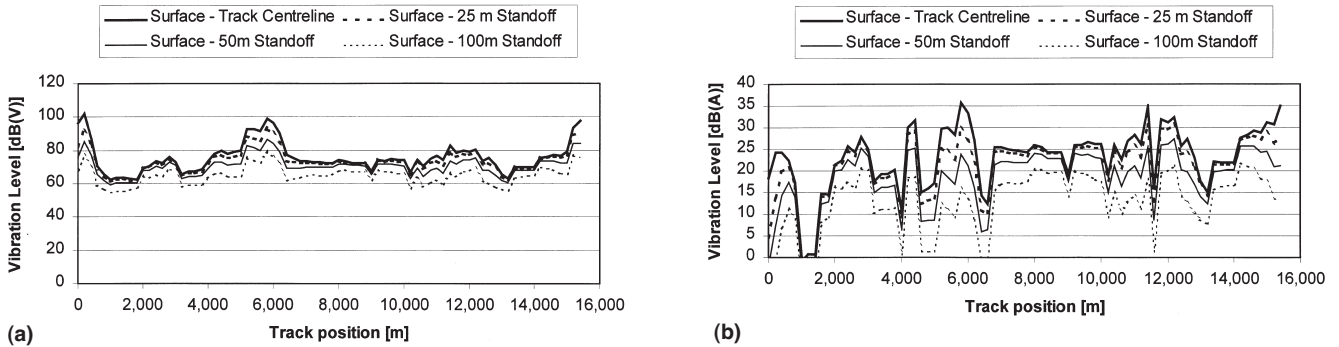 Surface - Track Centreline
Surface - 25 m Standoff
Surface - 50m Standoff
Surface - 100m Standoff
Vibration Level [dB(V)]
120
100
80
60
40
20
0
0 2,000 4,000 6,000 8,000 10,000 12,000 14,000 16,000
Track position [m]
(a)
Surface - Track Centreline
Surface - 25 m Standoff
Surface - 50m Standoff
Surface - 100m Standoff
Vibration Level [dB(A)]
40
35
30
25
20
15
10
5
0
0 2,000 4,000 6,000 8,000 10,000 12,000 14,000 16,000
Track position [m]
(b)